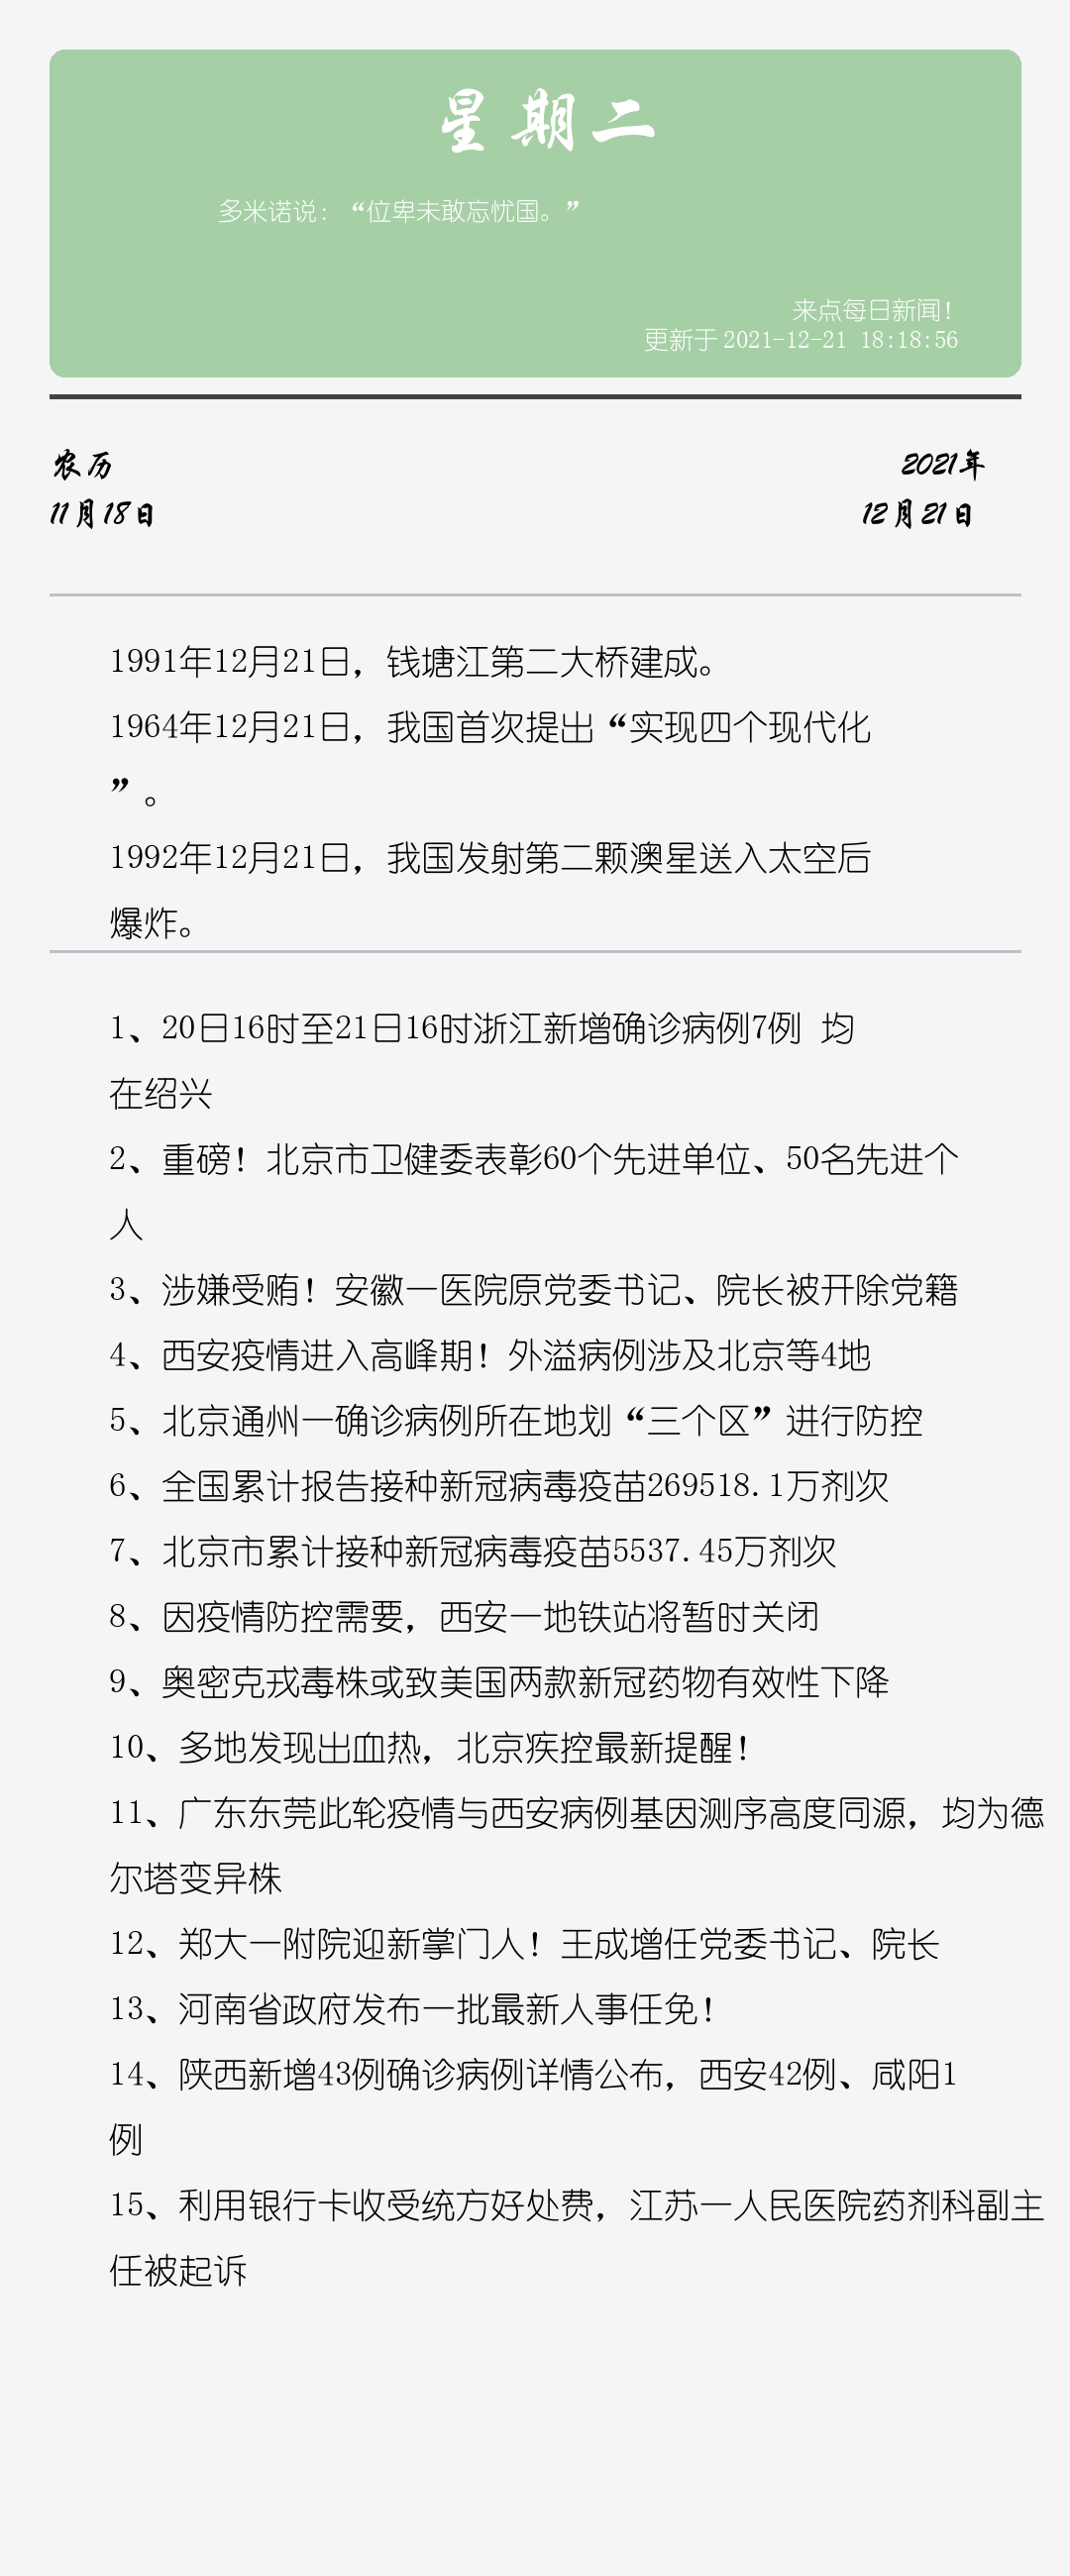 星期二
多米诺说：“位卑未敢忘忧国。”
来点每日新闻！
更新于 2021-12-21 18:18:56
农历
2021年
11月18日
12月21日
1991年12月21日，钱塘江第二大桥建成。
1964年12月21日，我国首次提出“实现四个现代化
”。
1992年12月21日，我国发射第二颗澳星送入太空后
爆炸。
1、20日16时至21日16时浙江新增确诊病例7例 均
在绍兴
2、重磅！北京市卫健委表彰60个先进单位、50名先进个
人
3、涉嫌受贿！安徽一医院原党委书记、院长被开除党籍
4、西安疫情进入高峰期！外溢病例涉及北京等4地
5、北京通州一确诊病例所在地划“三个区”进行防控
6、全国累计报告接种新冠病毒疫苗269518.1万剂次
7、北京市累计接种新冠病毒疫苗5537.45万剂次
8、因疫情防控需要，西安一地铁站将暂时关闭
9、奥密克戎毒株或致美国两款新冠药物有效性下降
10、多地发现出血热，北京疾控最新提醒！
11、广东东莞此轮疫情与西安病例基因测序高度同源，均为德
尔塔变异株
12、郑大一附院迎新掌门人！王成增任党委书记、院长
13、河南省政府发布一批最新人事任免！
14、陕西新增43例确诊病例详情公布，西安42例、咸阳1
例
15、利用银行卡收受统方好处费，江苏一人民医院药剂科副主
任被起诉